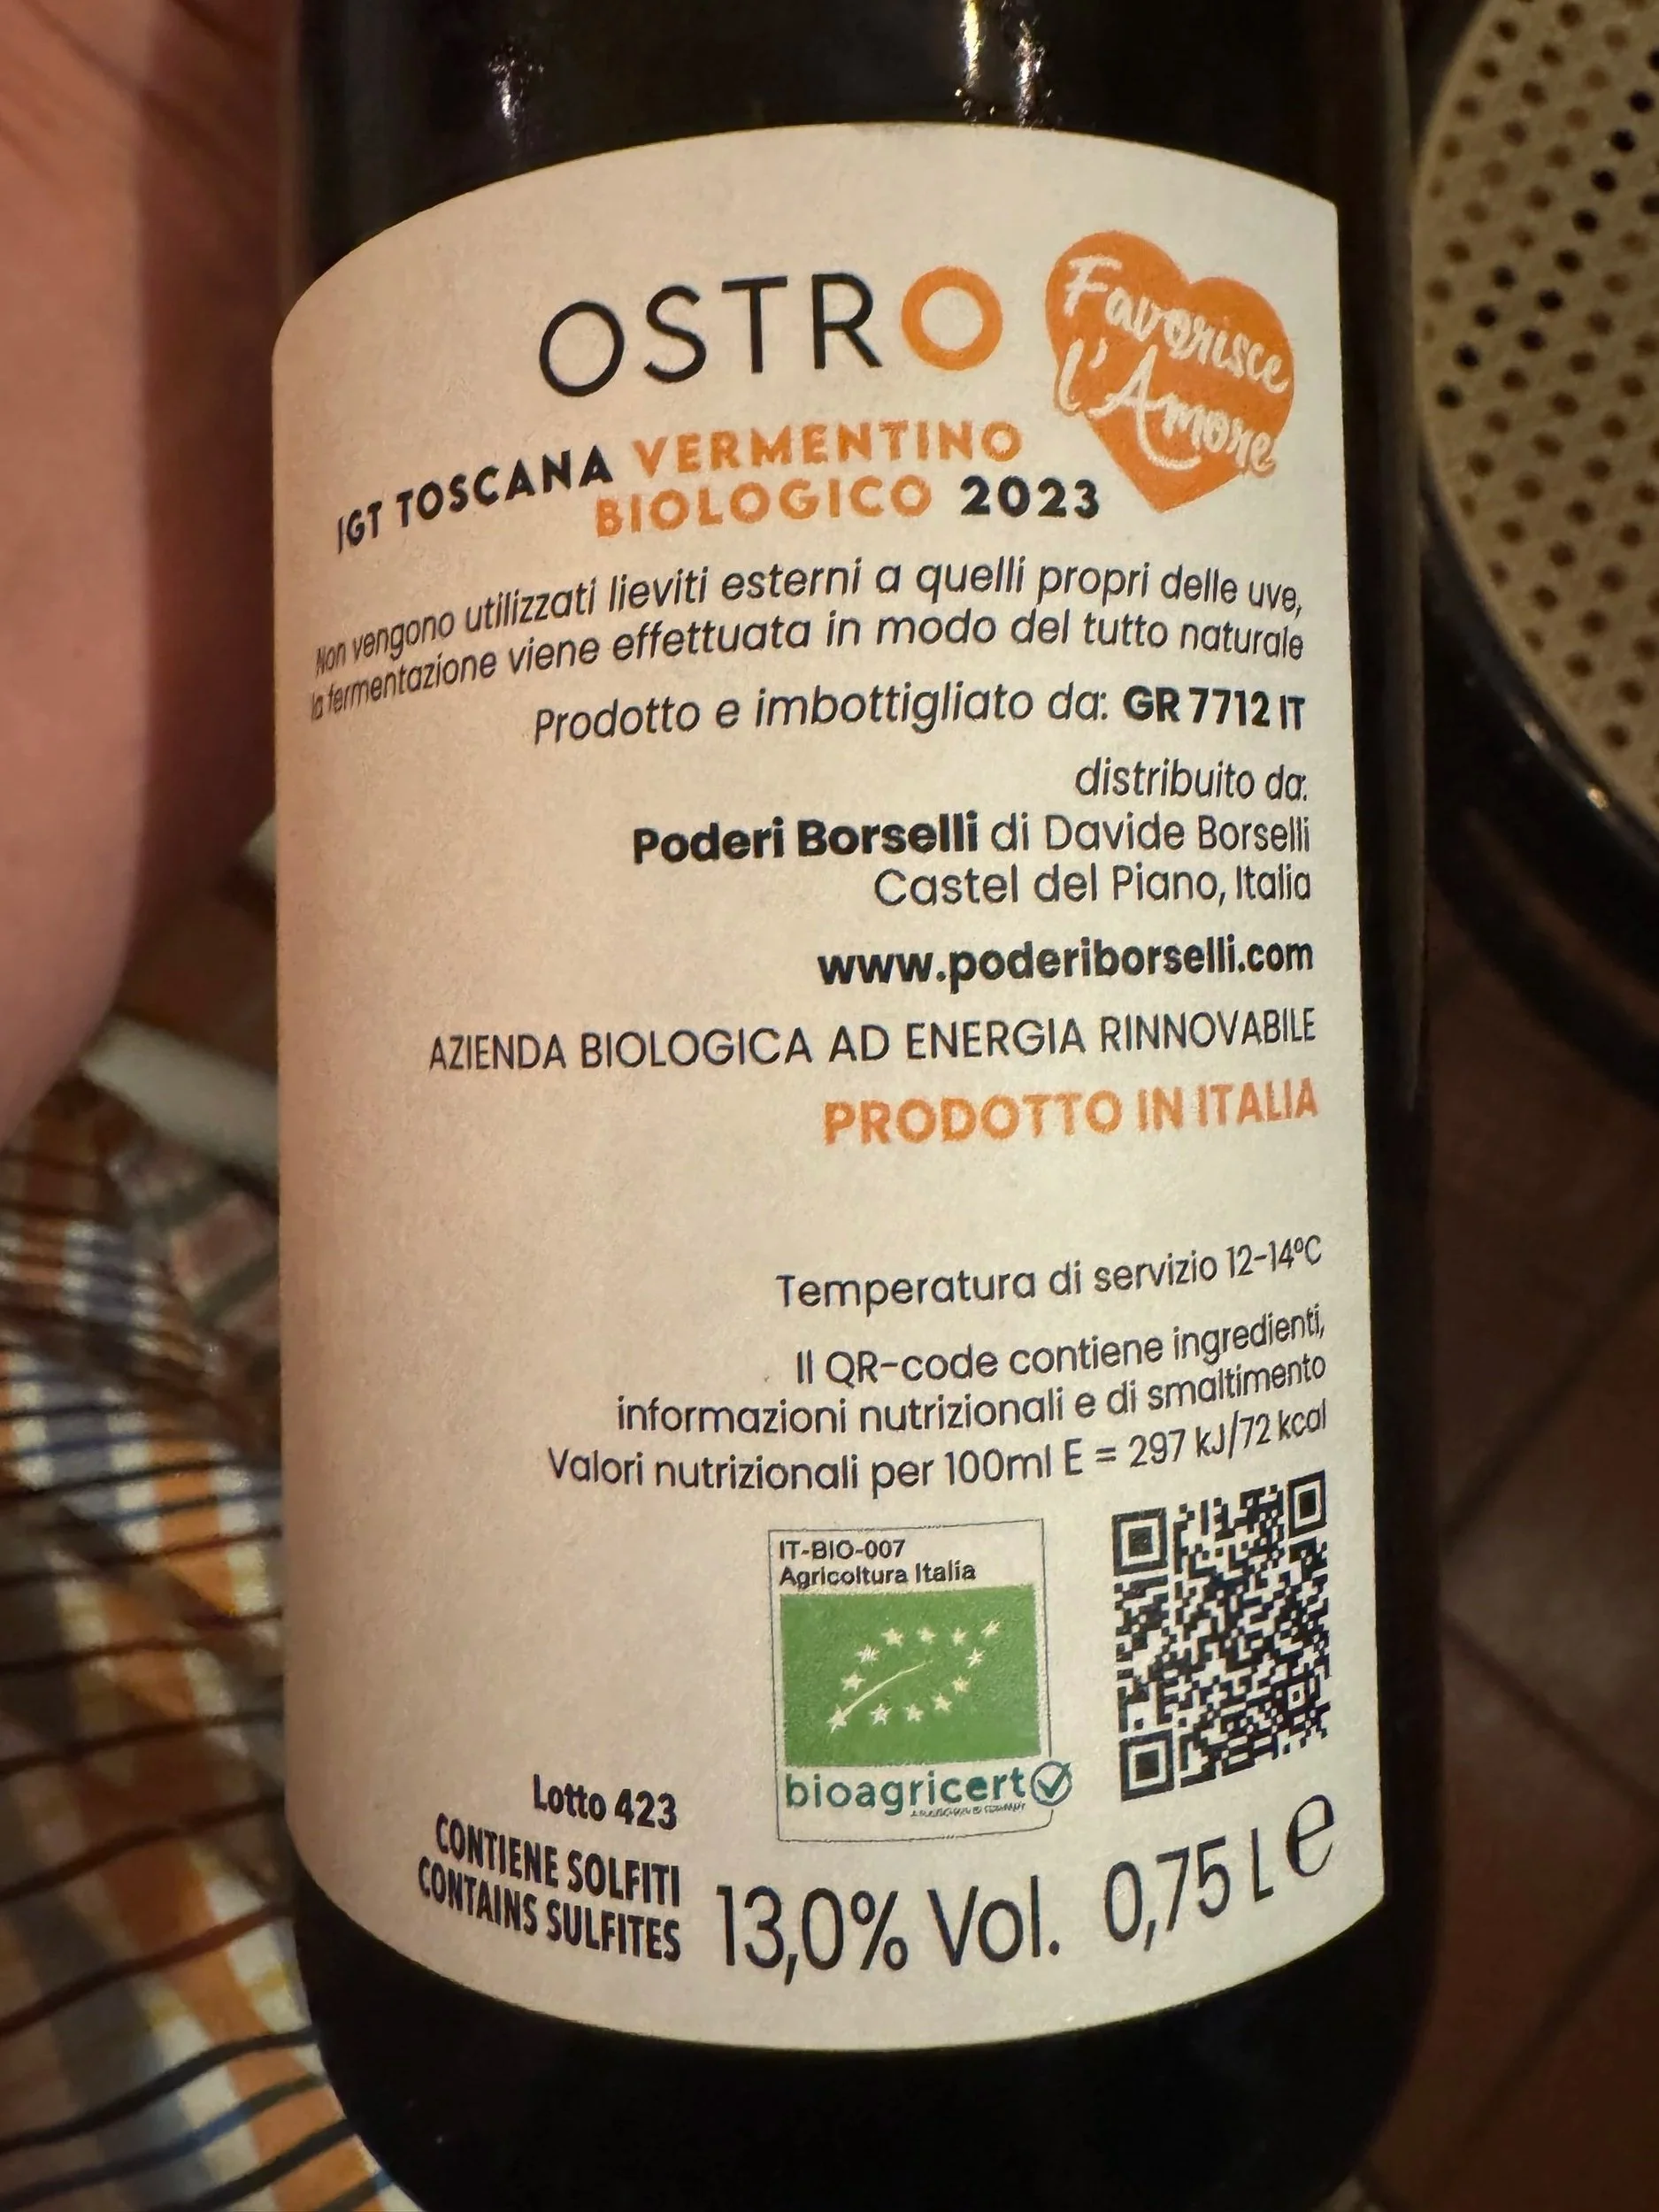 OSTRO
Favorisce
l'Amore
IGT TOSCANA VERMENTINO
BIOLOGICO 2023
Non vengono utilizzati lieviti esterni a quelli propri delle uve,
la fermentazione viene effettuata in modo del tutto naturale
Prodotto e imbottigliato da: GR 7712 IT
distribuito da:
Poderi Borselli di Davide Borselli
Castel del Piano, Italia
www.poderiborselli.com
AZIENDA BIOLOGICA AD ENERGIA RINNOVABILE
PRODOTTO IN ITALIA
Temperatura di servizio 12-14°C
Il QR-code contiene ingredienti,
informazioni nutrizionali e di smaltimento
Valori nutrizionali per 100ml E = 297 kJ/72 kcal
IT-BIO-007
Agricoltura Italia
bioagricert
Lotto 423
CONTIENE SOLFITI
CONTAINS SULFITES
13,0% Vol. 0,75 L e